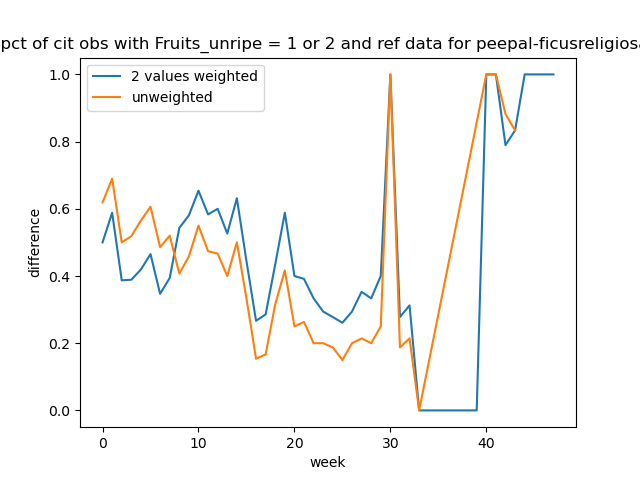 pct of cit obs with Fruits_unripe = 1 or 2 and ref data for peepal-ficusreligiosa
2 values weighted
unweighted
1.0
0.8
0.6
0.4
0.2
0.0
difference
0 10 20 30 40
week